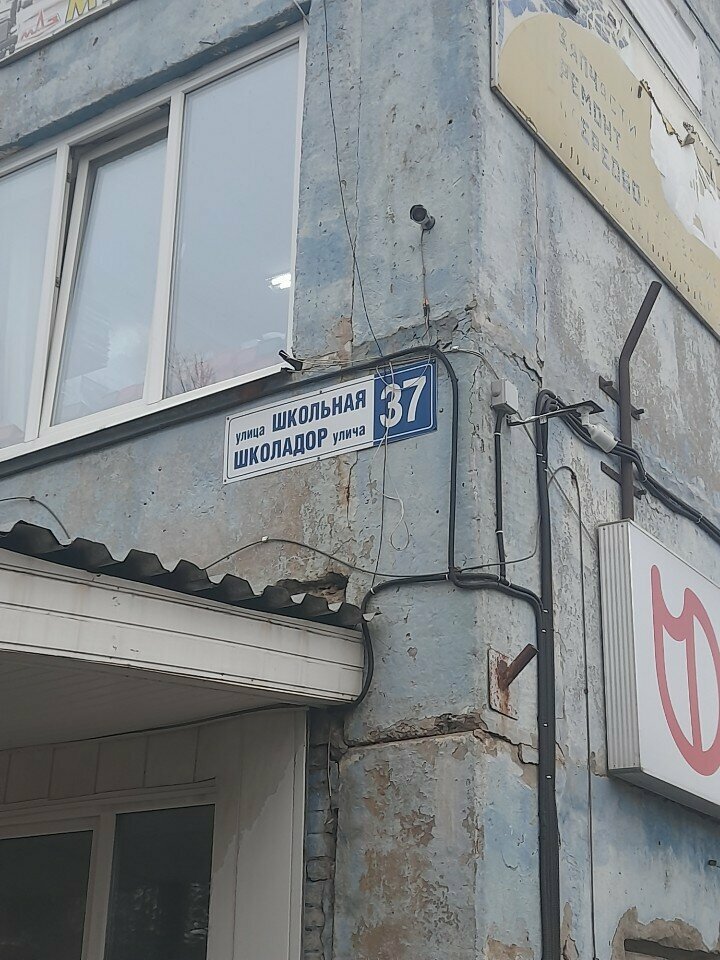 ЗАПЧАСТИ
РЕМОНТ
улица ШКОЛЬНАЯ
ШКОЛАДОР улича
37